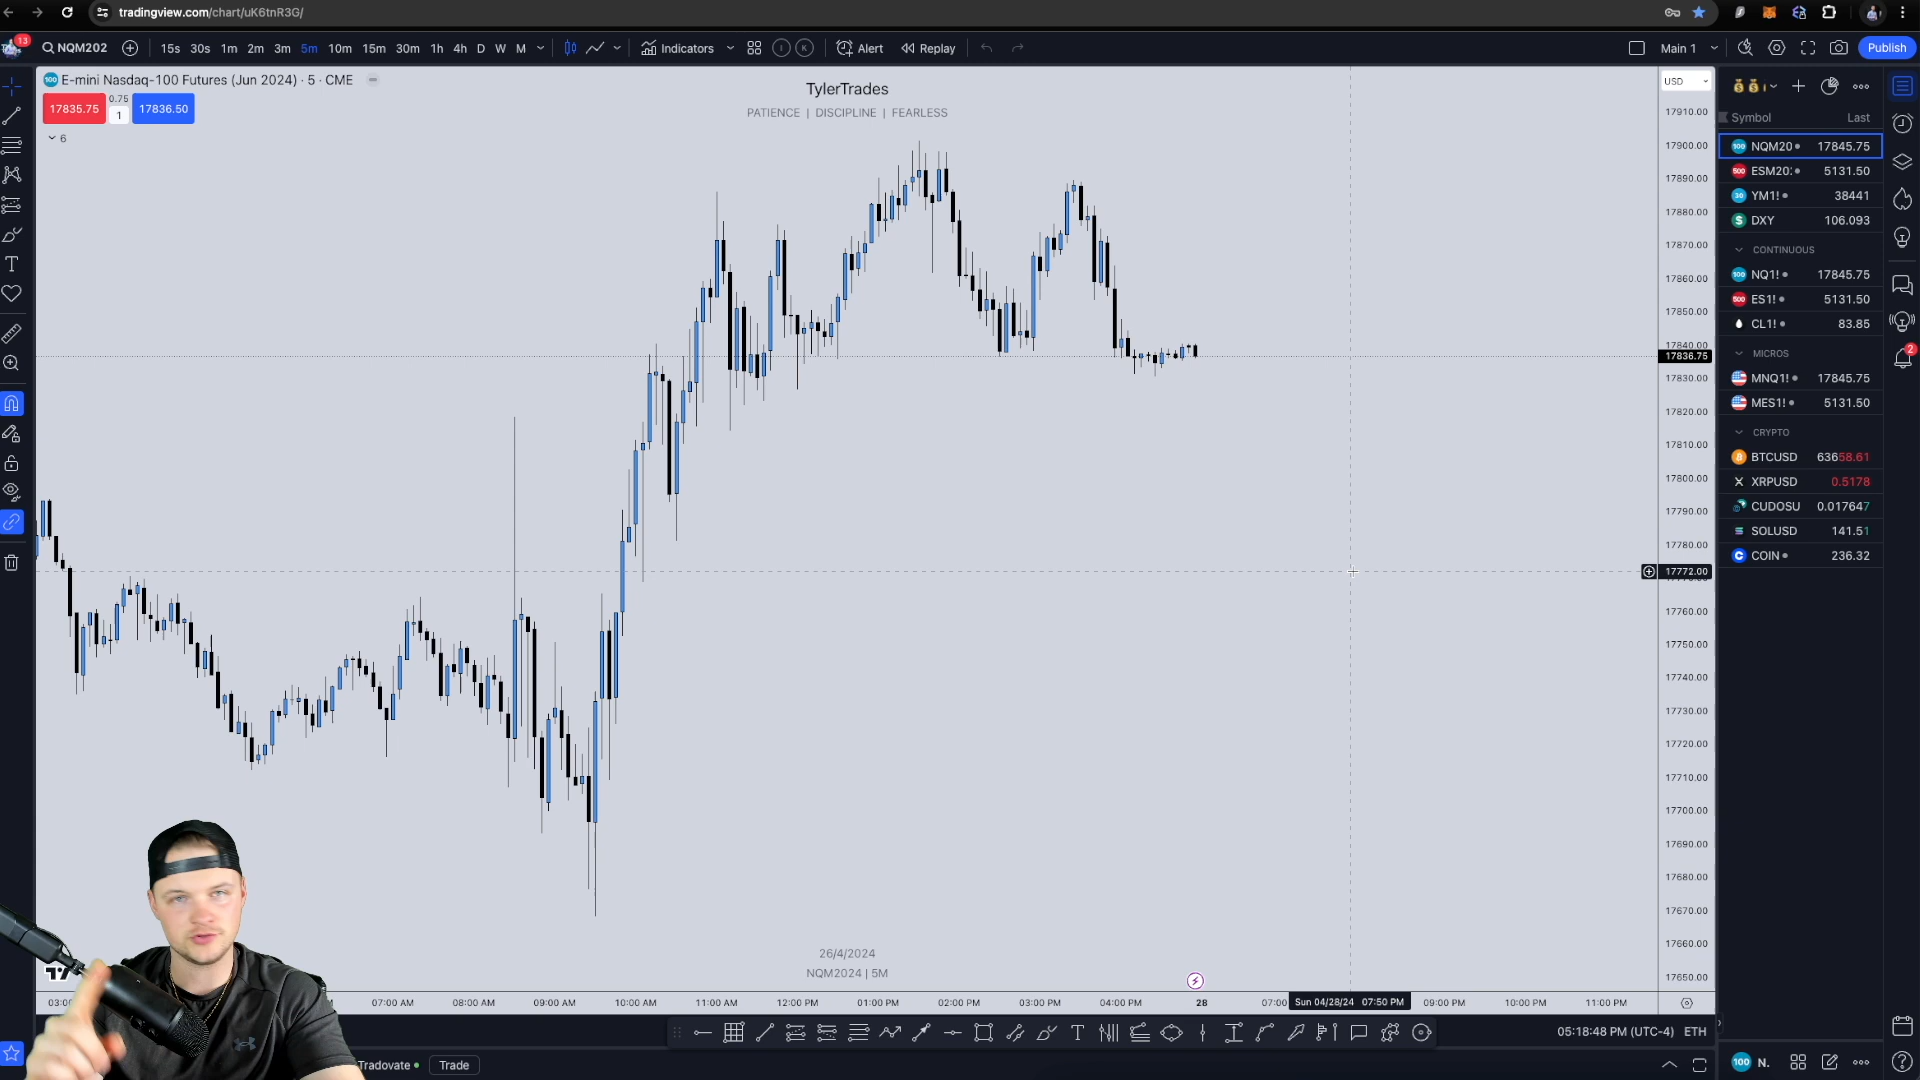 tradingview.com/chart/uK6tnR3G/
13 NQM202 15s 30s 1m 2m 3m 5m 10m 15m 30m 1h 4h D W M Indicators Alert Replay Main 1 Publish
E-mini Nasdaq-100 Futures (Jun 2024) · 5 · CME
17835.75 0.75 1 17836.50
6
TylerTrades
PATIENCE | DISCIPLINE | FEARLESS
USD
17910.00
17900.00
17890.00
17880.00
17870.00
17860.00
17850.00
17840.00
17836.75
17830.00
17820.00
17810.00
17800.00
17790.00
17780.00
17772.00
17760.00
17750.00
17740.00
17730.00
17720.00
17710.00
17700.00
17690.00
17680.00
17670.00
17660.00
17650.00
Symbol Last
NQM20 17845.75
ESM20 5131.50
YM1! 38441
DXY 106.093
CONTINUOUS
NQ1! 17845.75
ES1! 5131.50
CL1! 83.85
MICROS
MNQ1! 17845.75
MES1! 5131.50
CRYPTO
BTCUSD 63658.61
XRPUSD 0.5178
CUDOSU 0.017647
SOLUSD 141.51
COIN 236.32
2
26/4/2024
NQM2024 | 5M
03:0 07:00 AM 08:00 AM 09:00 AM 10:00 AM 11:00 AM 12:00 PM 01:00 PM 02:00 PM 03:00 PM 04:00 PM 28 07:00 Sun 04/28/24 07:50 PM 09:00 PM 10:00 PM 11:00 PM
05:18:48 PM (UTC-4) ETH
Tradovate Trade
100 N.